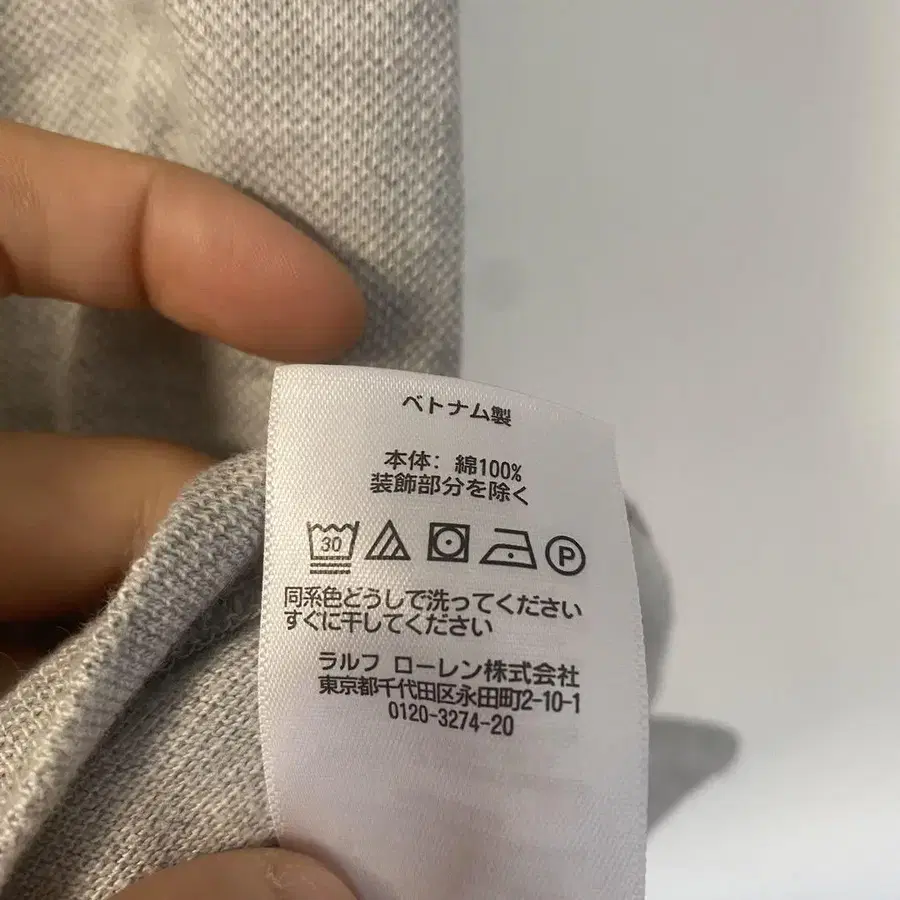 ベトナム製
本体: 綿100%
装飾部分を除く
30 P
同系色どうしで洗ってください
すぐに干してください
ラルフ ローレン株式会社
東京都千代田区永田町2-10-1
0120-3274-20